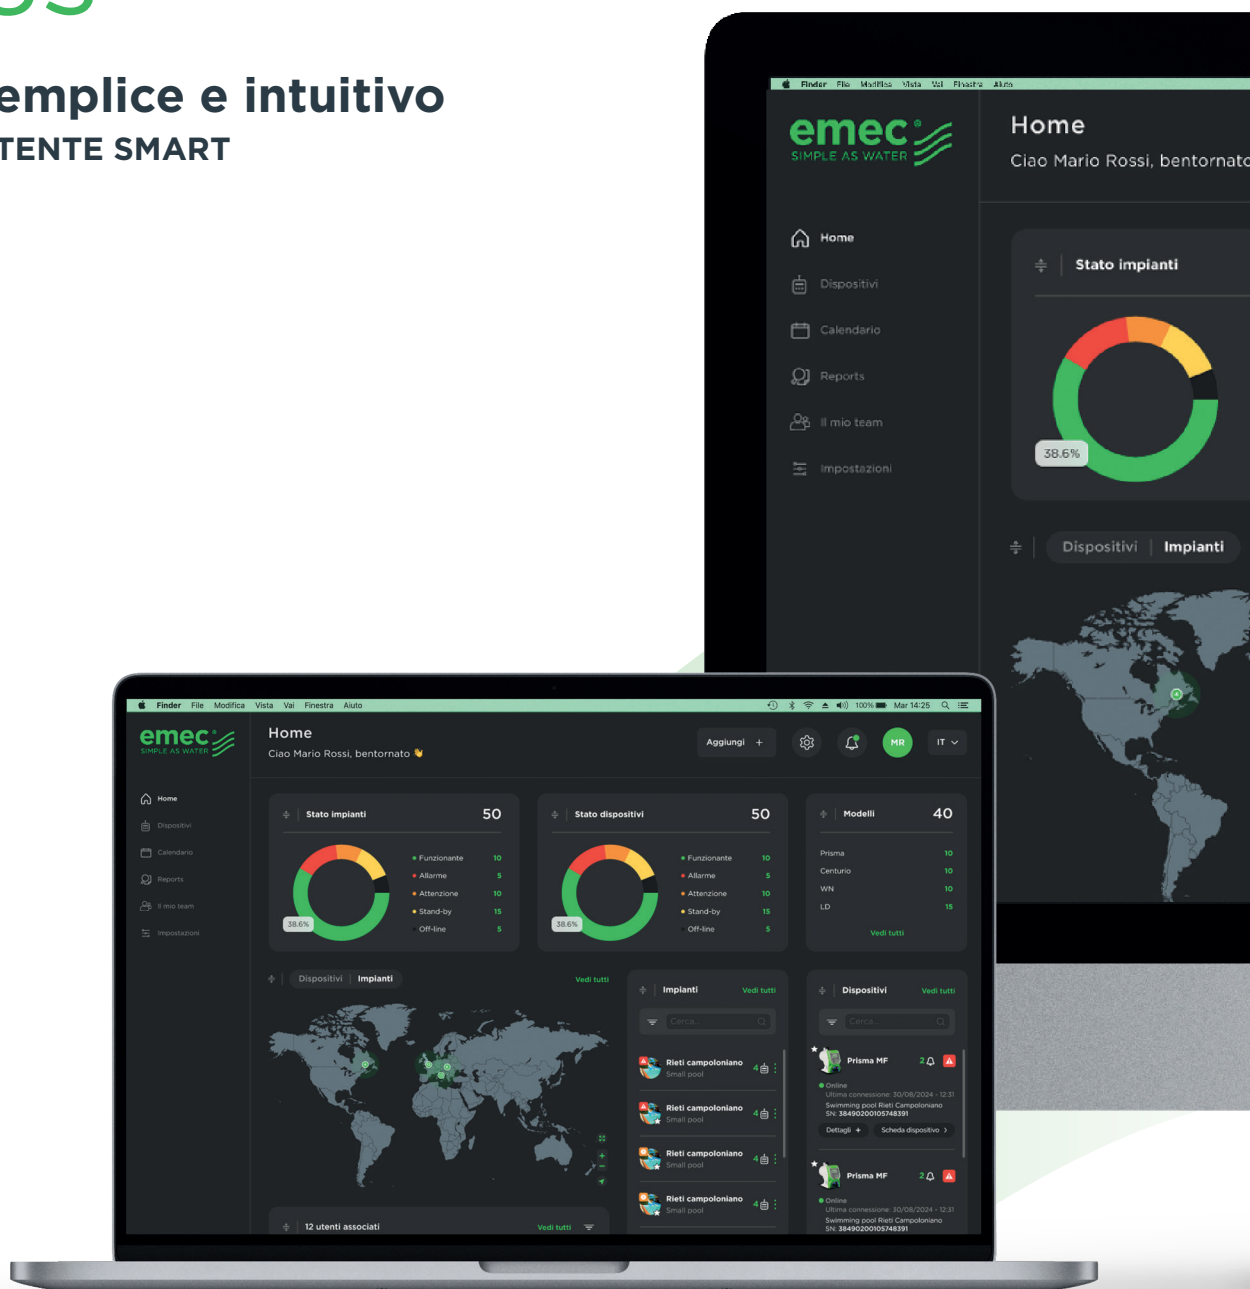 emplice e intuitivo
TENTE SMART
Finder File Modifica Vista Vai Finestra Aiuto
emec
SIMPLE AS WATER
Home
Ciao Mario Rossi, bentornato
Home
Dispositivi
Calendario
Reports
Il mio team
Impostazioni
Stato impianti
38.6%
Dispositivi | Impianti
Finder File Modifica Vista Vai Finestra Aiuto
100% Mar 14:25
emec
SIMPLE AS WATER
Home
Ciao Mario Rossi, bentornato 👋
Aggiungi +
MR
IT
Home
Dispositivi
Calendario
Reports
Il mio team
Impostazioni
Stato impianti 50
Funzionante 10
Allarme 5
Attenzione 10
Stand-by 15
Off-line 5
38.6%
Stato dispositivi 50
Funzionante 10
Allarme 5
Attenzione 10
Stand-by 15
Off-line 5
38.6%
Modelli 40
Prisma 10
Centurio 10
WN 10
LD 15
Vedi tutti
Dispositivi | Impianti
Vedi tutti
12 utenti associati Vedi tutti
Impianti Vedi tutti
Cerca...
Rieti campoloniano 4
Small pool
Rieti campoloniano 4
Small pool
Rieti campoloniano 4
Small pool
Rieti campoloniano 4
Small pool
Dispositivi Vedi tutti
Cerca...
Prisma MF 2
Online
Ultima connessione: 30/08/2024 - 12:31
Swimming pool Rieti Campoloniano
SN: 38490200105748391
Dettagli + Scheda dispositivo >
Prisma MF 2
Online
Ultima connessione: 30/08/2024 - 12:31
Swimming pool Rieti Campoloniano
SN: 38490200105748391